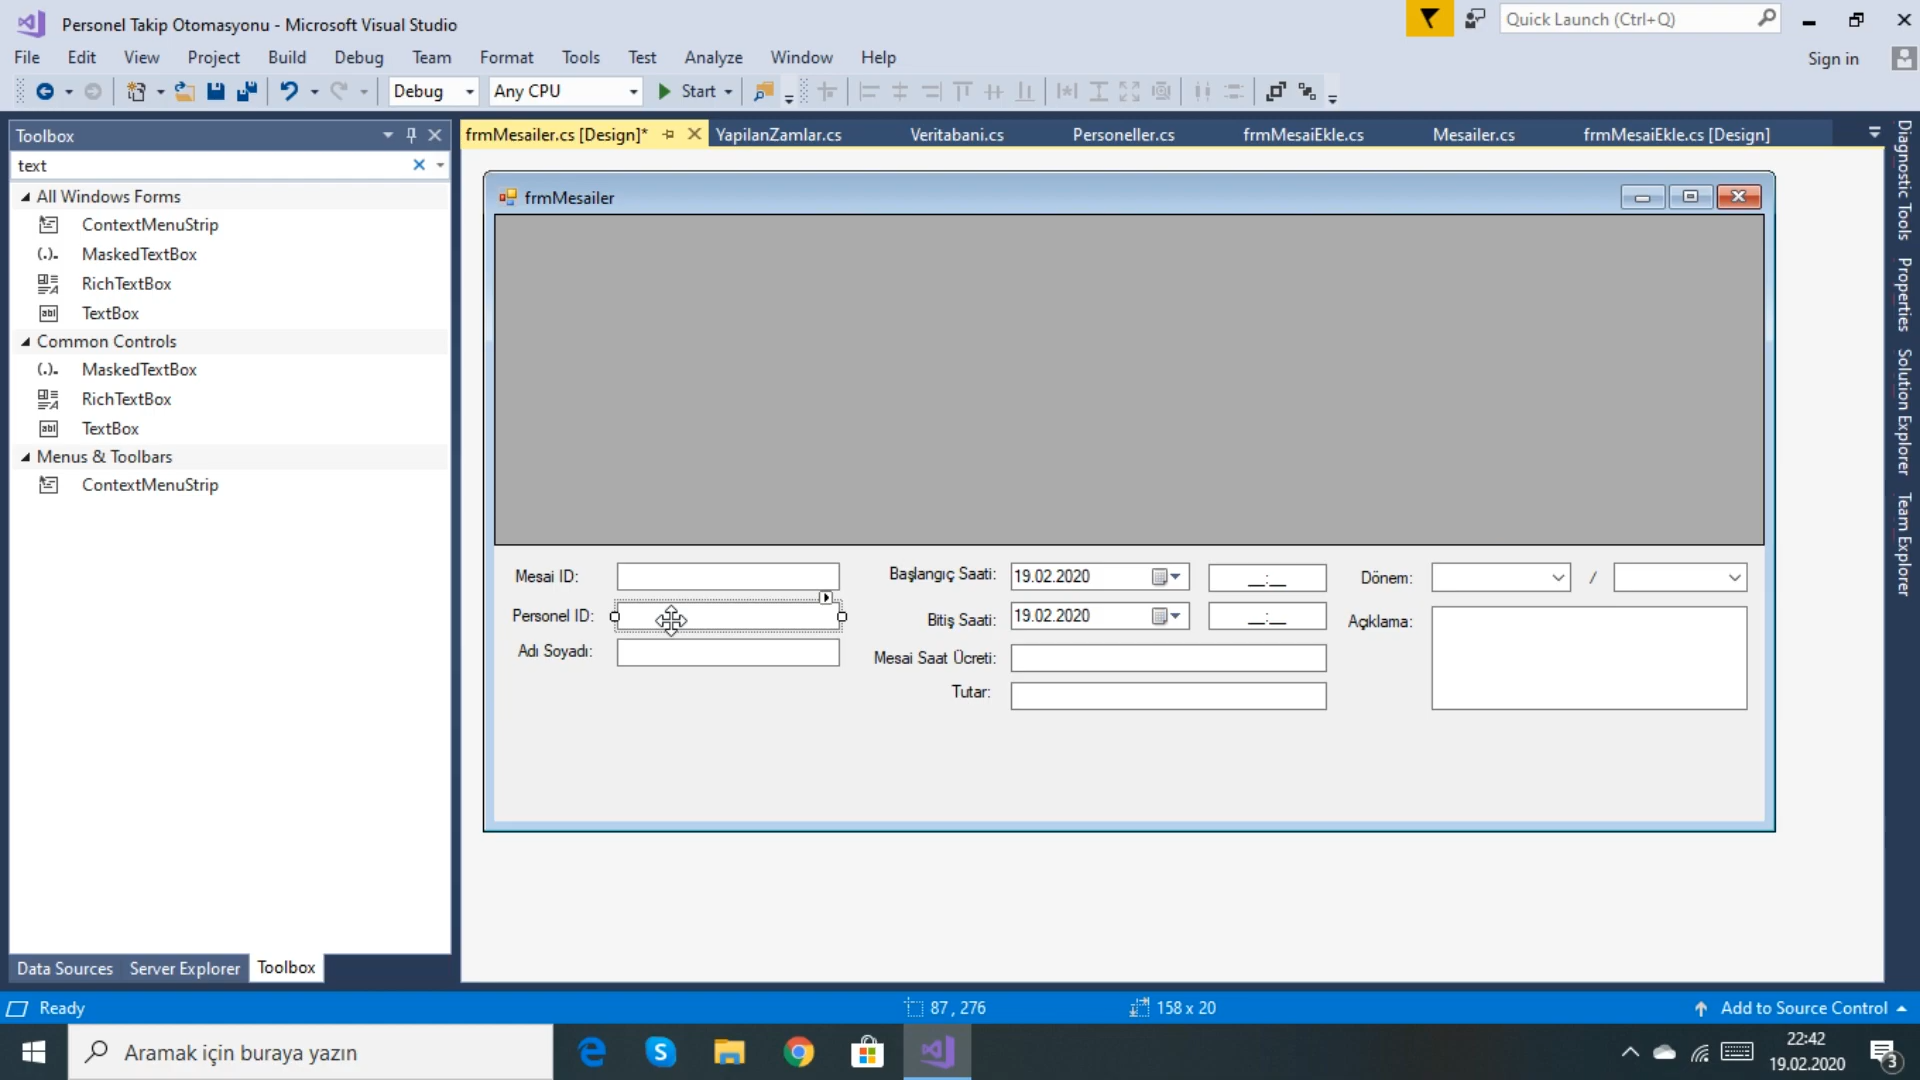 Personel Takip Otomasyonu - Microsoft Visual Studio
Quick Launch (Ctrl+Q)
File Edit View Project Build Debug Team Format Tools Test Analyze Window Help
Sign in
Debug Any CPU Start
Toolbox
frmMesailer.cs [Design]* YapilanZamlar.cs Veritabani.cs Personeller.cs frmMesaiEkle.cs Mesailer.cs frmMesaiEkle.cs [Design]
text
All Windows Forms
ContextMenuStrip
MaskedTextBox
RichTextBox
TextBox
Common Controls
MaskedTextBox
RichTextBox
TextBox
Menus & Toolbars
ContextMenuStrip
Data Sources Server Explorer Toolbox
frmMesailer
Mesai ID:
Personel ID:
Adı Soyadı:
Başlangıç Saati: 19.02.2020 __:__
Bitiş Saati: 19.02.2020 __:__
Mesai Saat Ücreti:
Tutar:
Dönem: /
Açıklama:
Diagnostic Tools
Properties
Solution Explorer
Team Explorer
Ready 87 , 276 158 x 20 Add to Source Control
Aramak için buraya yazın
22:42
19.02.2020
3